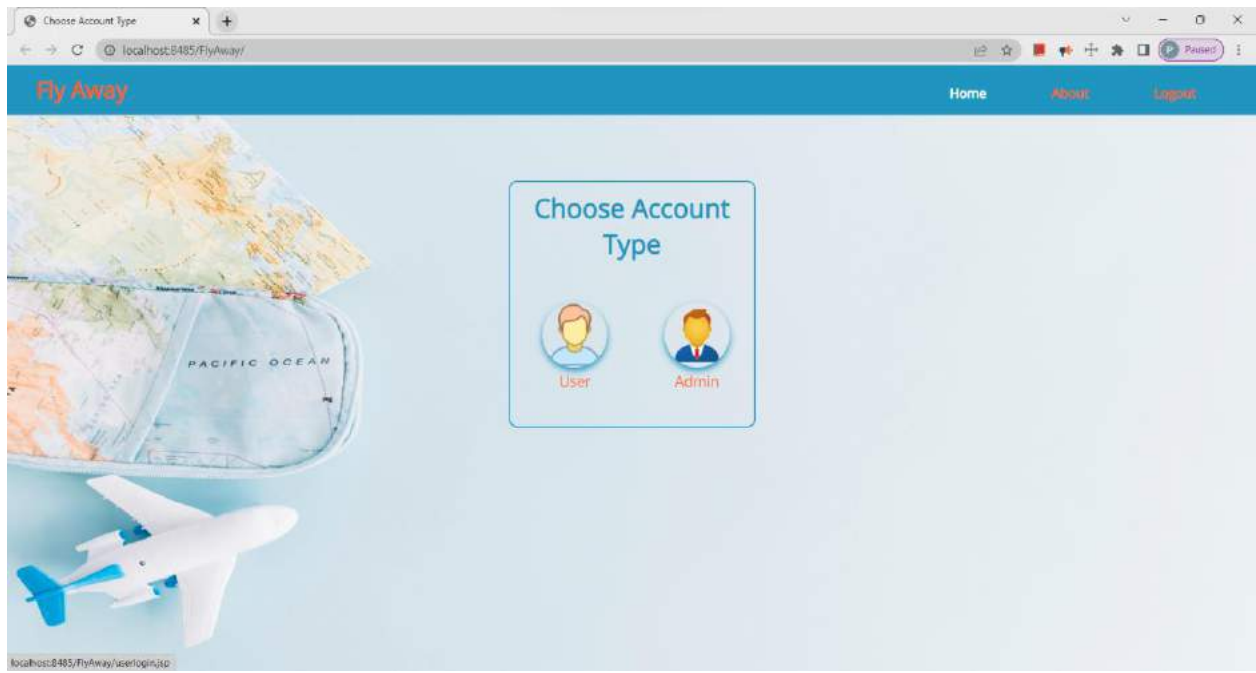 Choose Account Type
localhost:8485/FlyAway/
Paused
Fly Away
Home
About
Logout
Choose Account
Type
PACIFIC OCEAN
User
Admin
localhost:8485/FlyAway/userlogin.jsp